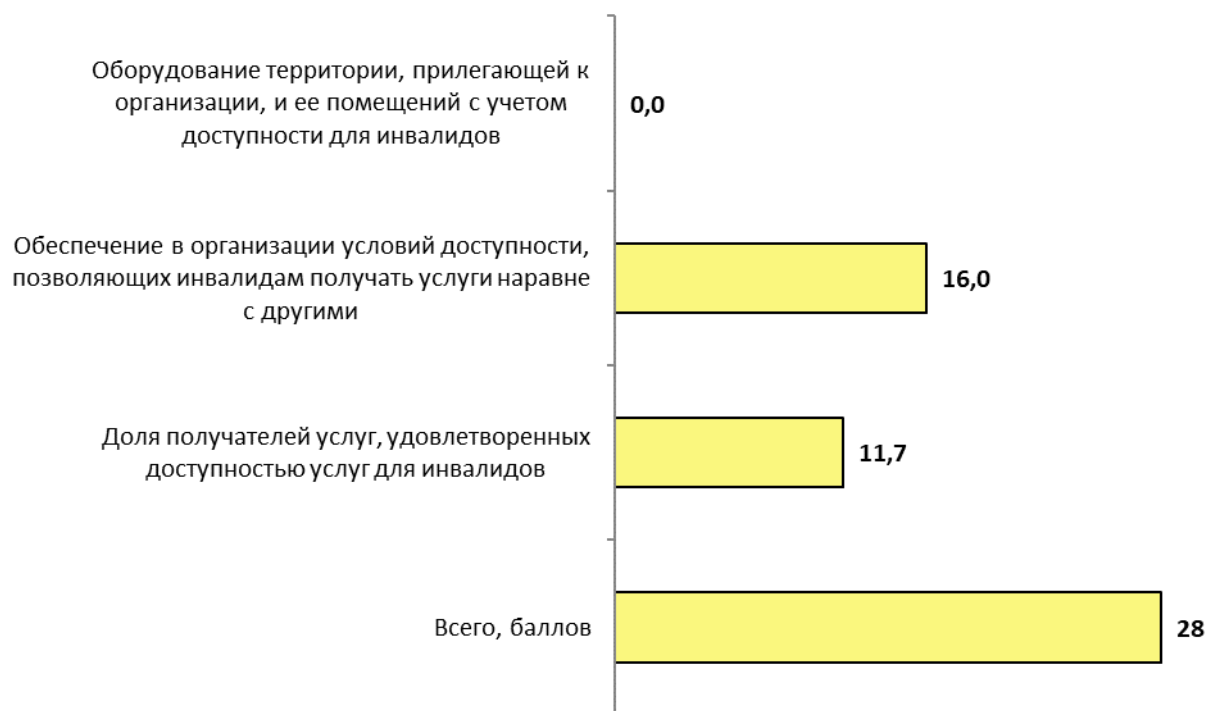 Оборудование территории, прилегающей к
организации, и ее помещений с учетом
доступности для инвалидов
0,0
Обеспечение в организации условий доступности,
позволяющих инвалидам получать услуги наравне
с другими
16,0
Доля получателей услуг, удовлетворенных
доступностью услуг для инвалидов
11,7
Всего, баллов
28